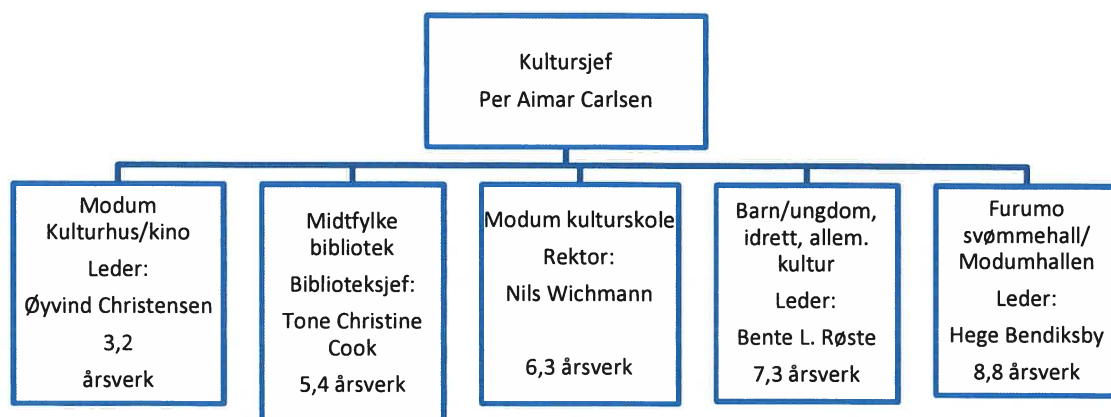 Kultursjef
Per Aimar Carlsen
Modum
Kulturhus/kino
Leder:
Øyvind Christensen
3,2
årsverk
Midtfylke
bibliotek
Biblioteksjef:
Tone Christine
Cook
5,4 årsverk
Modum kulturskole
Rektor:
Nils Wichmann
6,3 årsverk
Barn/ungdom,
idrett, allem.
kultur
Leder:
Bente L. Røste
7,3 årsverk
Furumo
svømmehall/
Modumhallen
Leder:
Hege Bendiksby
8,8 årsverk